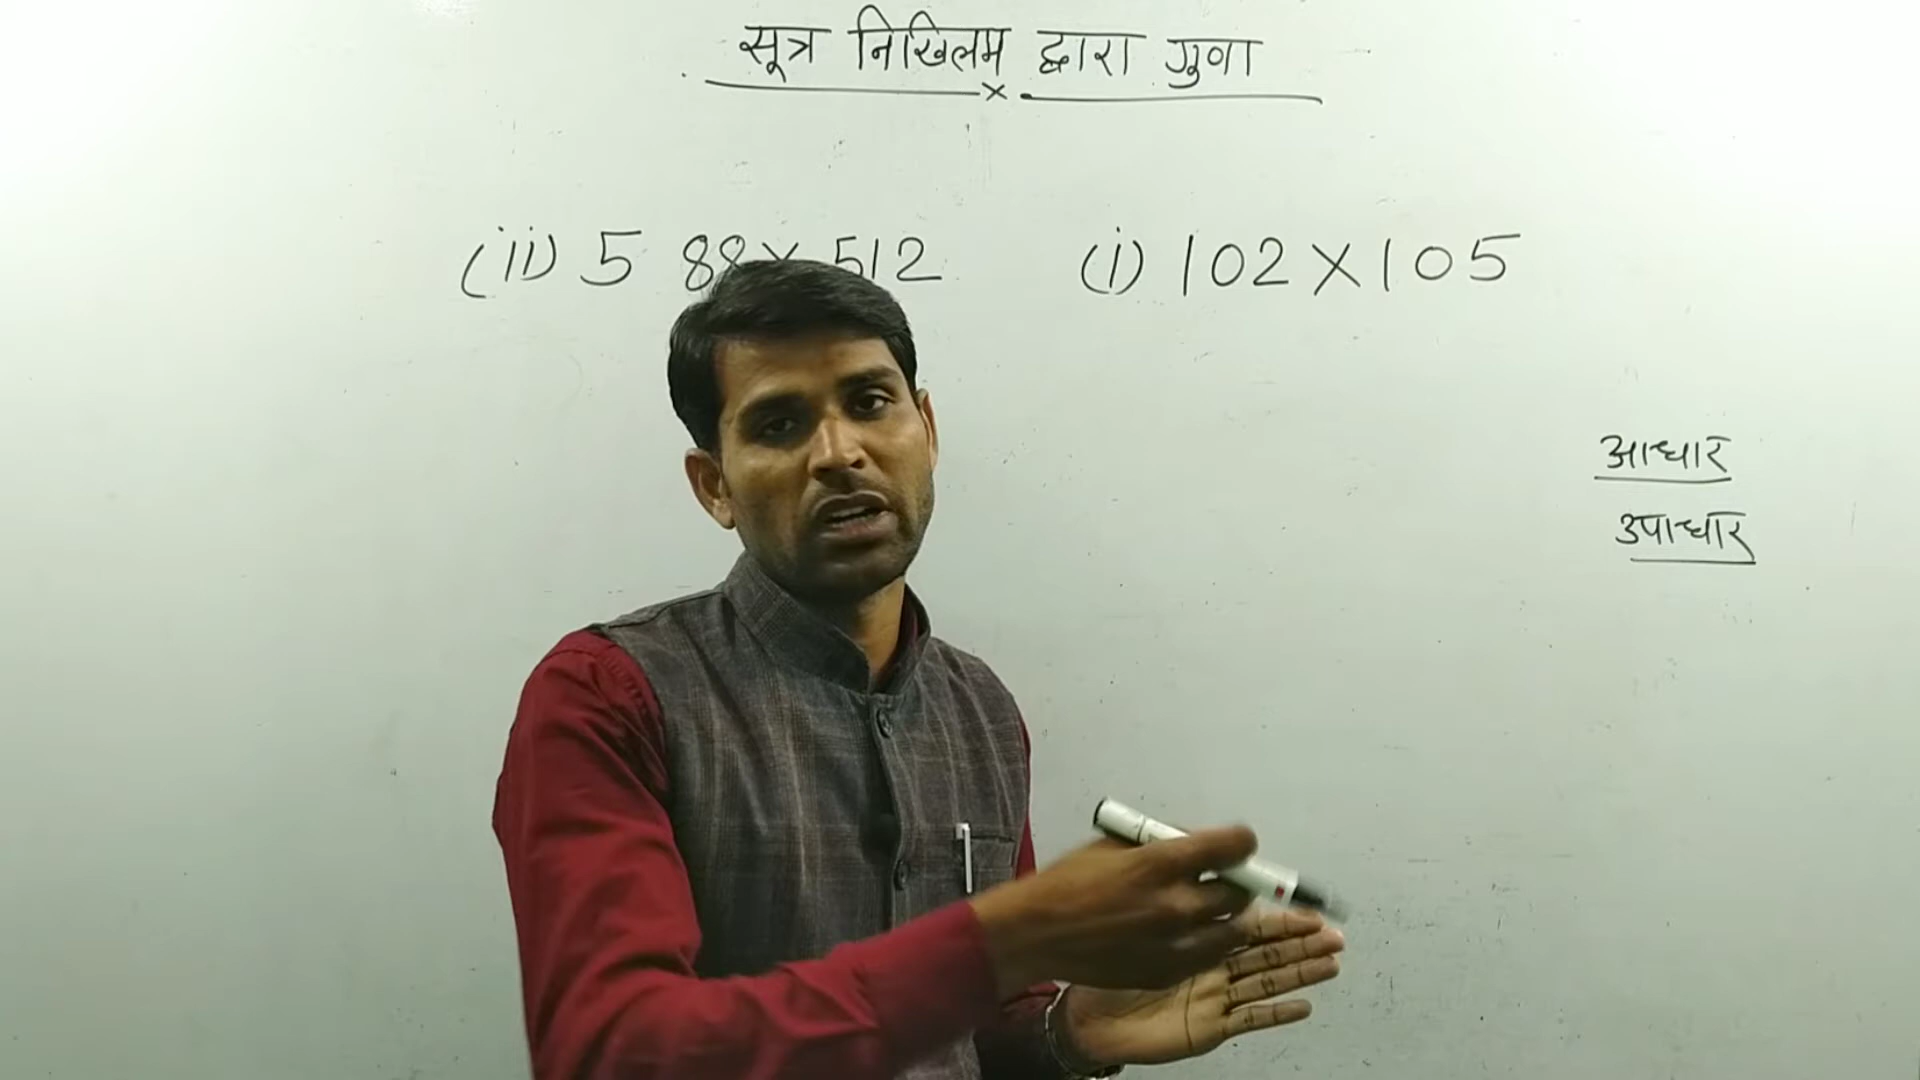 सूत्र निखिलम द्वारा गुणा
(ii) 5 88 × 512
(i) 102 × 105
आधार
उपाधार